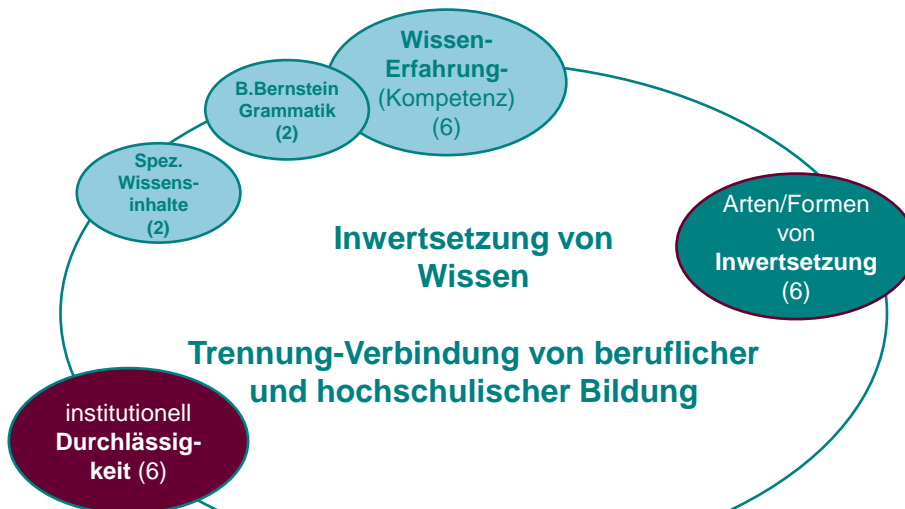 Wissen-
Erfahrung-
(Kompetenz)
(6)
B.Bernstein
Grammatik
(2)
Spez.
Wissens-
inhalte
(2)
Arten/Formen
von
Inwertsetzung
(6)
Inwertsetzung von
Wissen
Trennung-Verbindung von beruflicher
und hochschulischer Bildung
institutionell
Durchlässig-
keit (6)